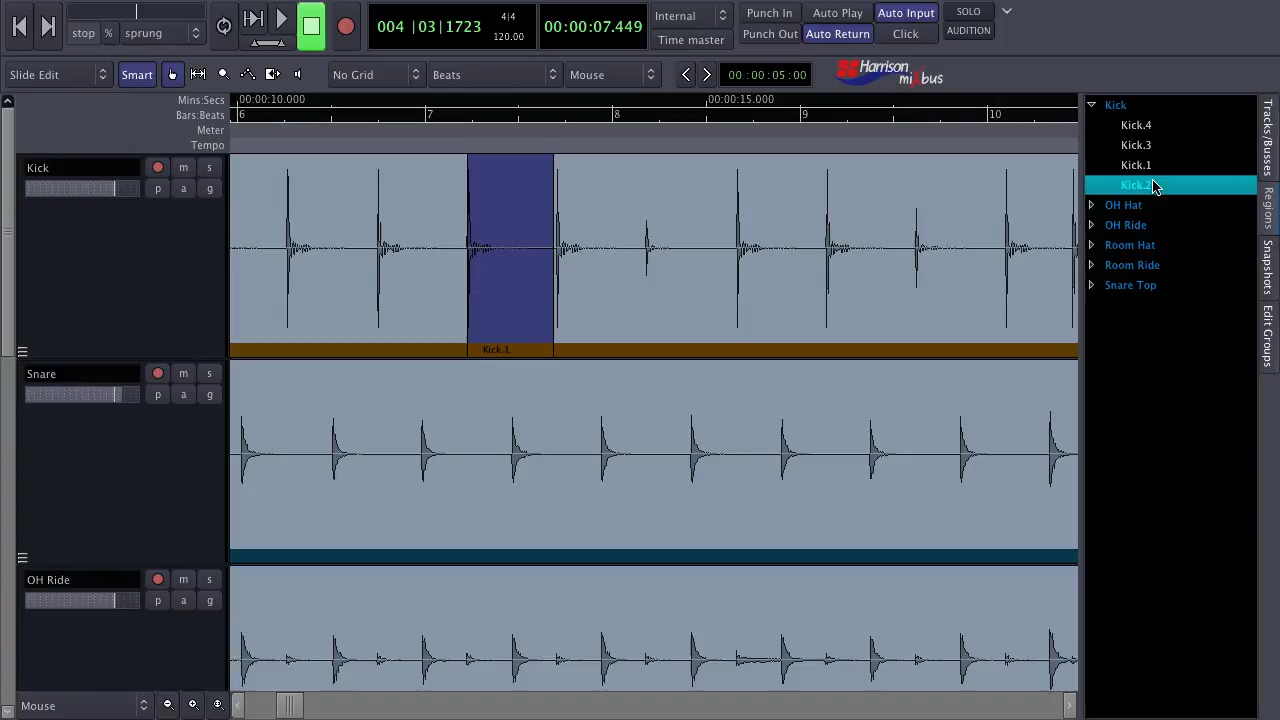 stop % sprung
004 |03|1723
4|4
120.00
00:00:07.449
Internal
Time master
Punch In Auto Play Auto Input
Punch Out Auto Return Click
SOLO
AUDITION
Slide Edit Smart No Grid Beats Mouse 00:00:05:00 Harrison mixbus
Mins:Secs 00:00:10.000 00:00:15.000
Bars:Beats 6 7 8 9 10
Meter
Tempo
Kick m s
p a g
Kick.1
Snare m s
p a g
OH Ride m s
p a g
Mouse
Kick
Kick.4
Kick.3
Kick.1
Kick.2
OH Hat
OH Ride
Room Hat
Room Ride
Snare Top
Tracks/Busses
Regions
Snapshots
Edit Groups